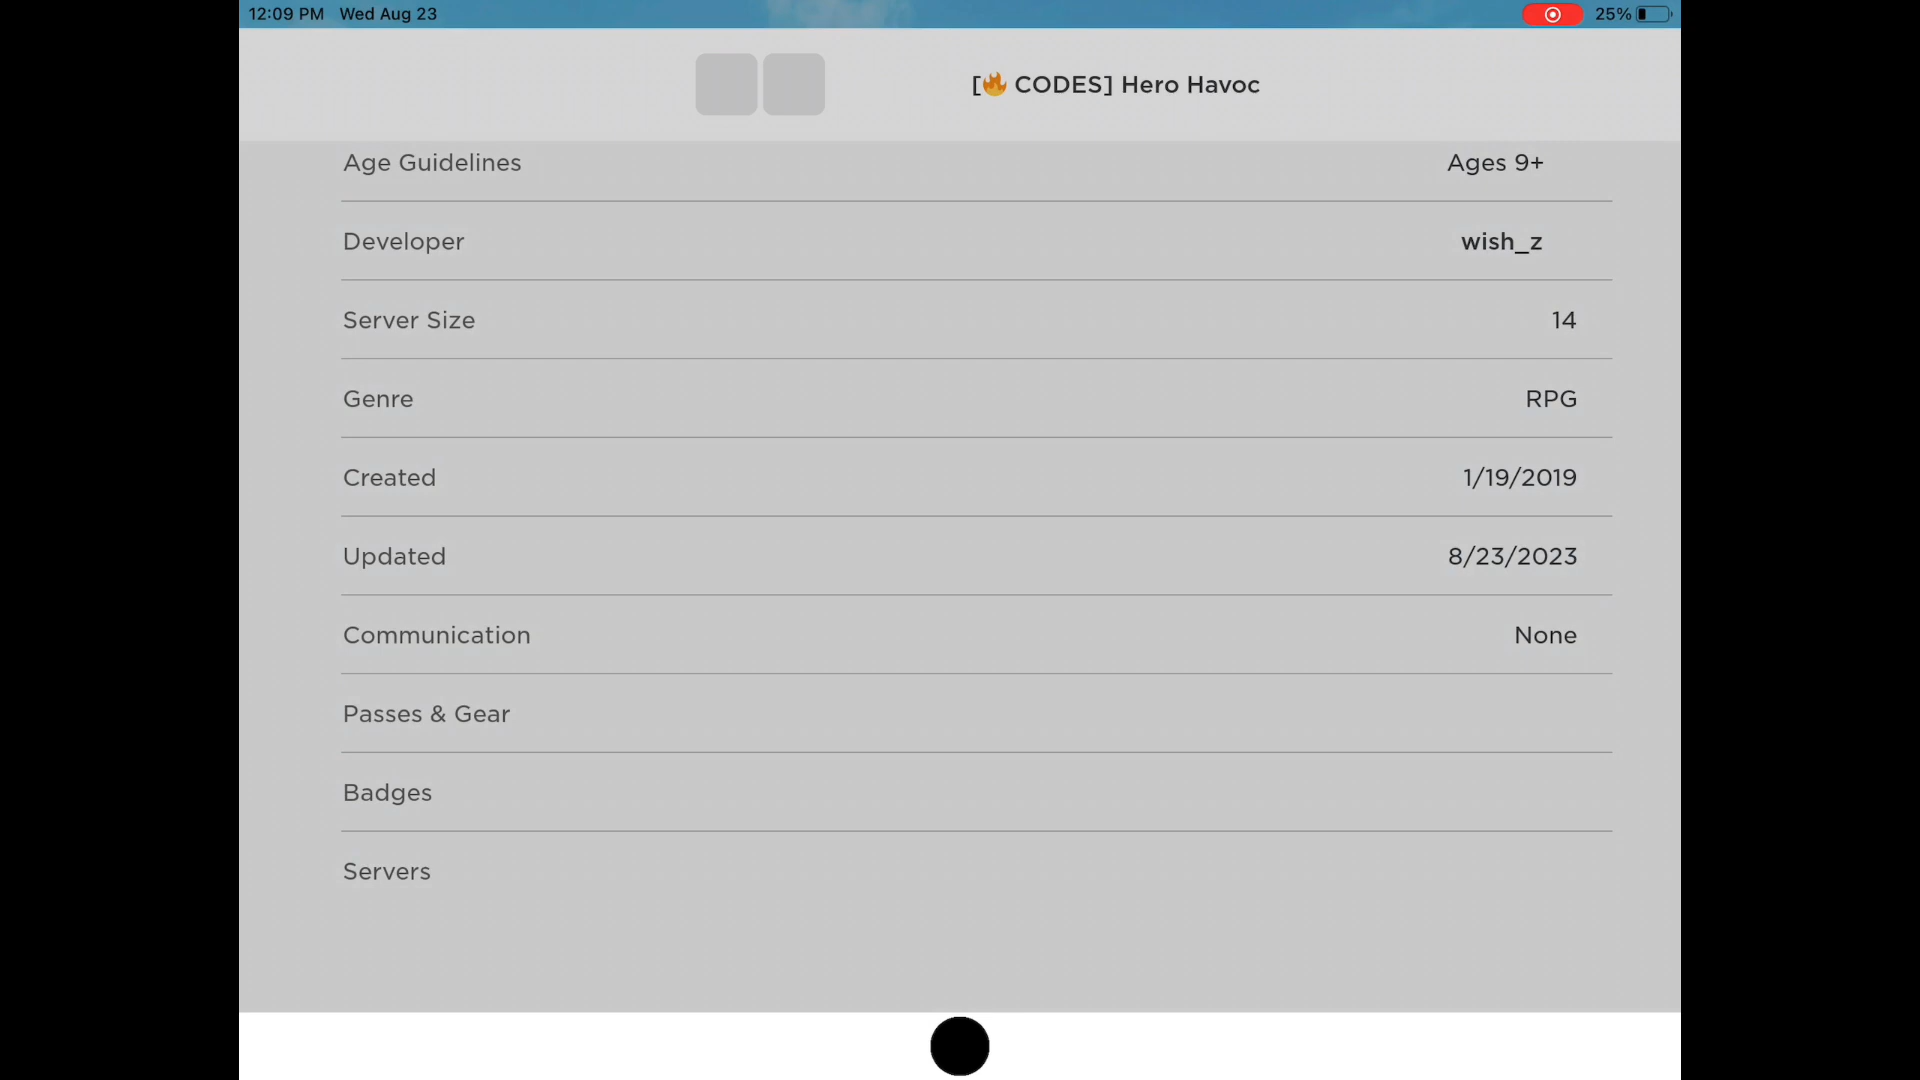 12:09 PM Wed Aug 23
25%
[🔥 CODES] Hero Havoc
Age Guidelines Ages 9+
Developer wish_z
Server Size 14
Genre RPG
Created 1/19/2019
Updated 8/23/2023
Communication None
Passes & Gear
Badges
Servers